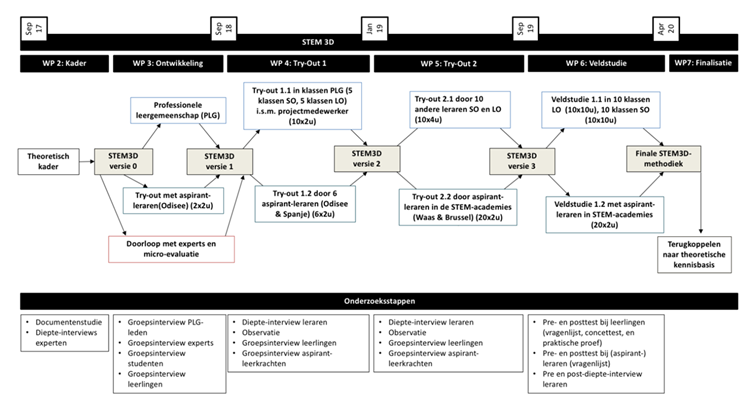 Sep
17
Sep
18
Jan
19
Sep
19
Apr
20
STEM 3D
WP 2: Kader
WP 3: Ontwikkeling
WP 4: Try-Out 1
WP 5: Try-Out 2
WP 6: Veldstudie
WP7: Finalisatie
Professionele
leergemeenschap (PLG)
Try-out 1.1 in klassen PLG (5
klassen SO, 5 klassen LO)
i.s.m. projectmedewerker
(10x2u)
Try-out 2.1 door 10
andere leraren SO en LO
(10x4u)
Veldstudie 1.1 in 10 klassen
LO (10x10u), 10 klassen SO
(10x10u)
Theoretisch
kader
STEM3D
versie 0
STEM3D
versie 1
STEM3D
versie 2
STEM3D
versie 3
Finale STEM3D-
methodiek
Try-out met aspirant-
leraren(Odisee) (2x2u)
Try-out 1.2 door 6
aspirant-leraren (Odisee
& Spanje) (6x2u)
Try-out 2.2 door aspirant-
leraren in de STEM-academies
(Waas & Brussel) (20x2u)
Veldstudie 1.2 met aspirant-
leraren in STEM-academies
(20x2u)
Doorloop met experts en
micro-evaluatie
Terugkoppelen
naar theoretische
kennisbasis
Onderzoeksstappen
• Documentenstudie
• Diepte-interviews
experten
• Groepsinterview PLG-
leden
• Groepsinterview experts
• Groepsinterview
studenten
• Groepsinterview
leerlingen
• Diepte-interview leraren
• Observatie
• Groepsinterview leerlingen
• Groepsinterview aspirant-
leerkrachten
• Diepte-interview leraren
• Observatie
• Groepsinterview leerlingen
• Groepsinterview aspirant-
leerkrachten
• Pre- en posttest bij leerlingen
(vragenlijst, concettest, en
praktische proef)
• Pre- en posttest bij (aspirant-)
leraren (vragenlijst)
• Pre en post-diepte-interview
leraren